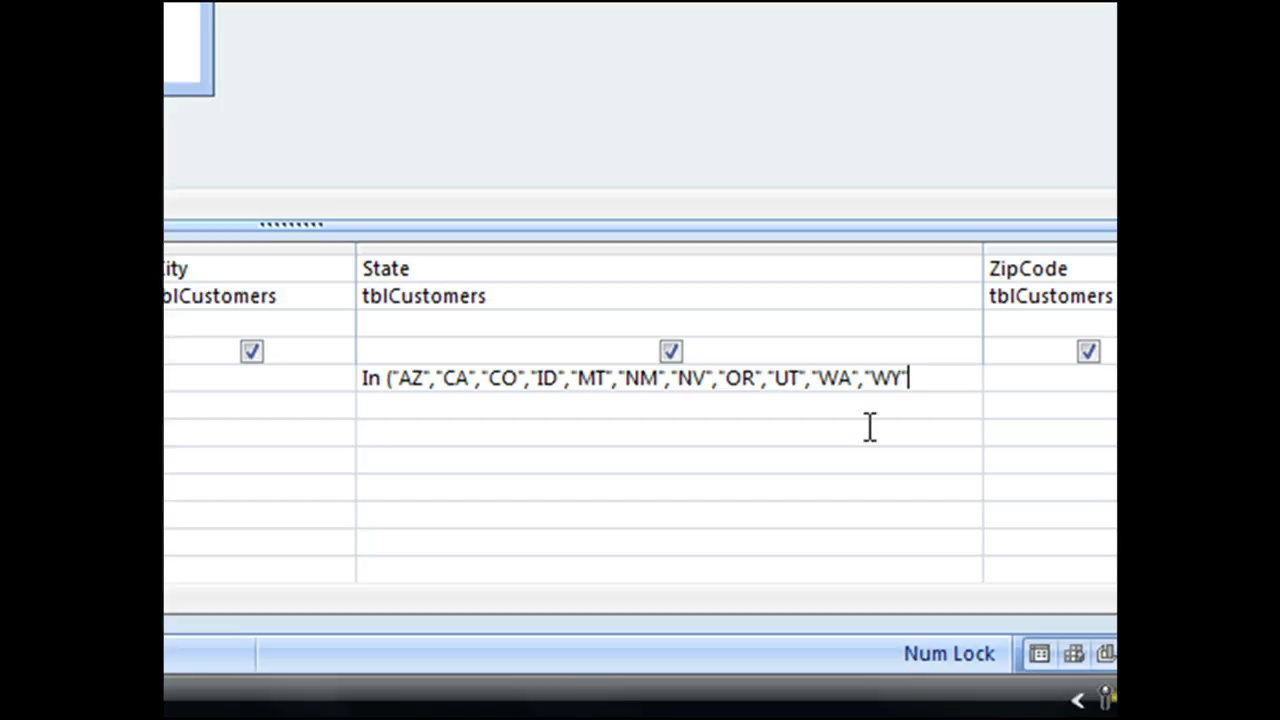 ity State ZipCode
blCustomers tblCustomers tblCustomers
In ("AZ","CA","CO","ID","MT","NM","NV","OR","UT","WA","WY"
Num Lock